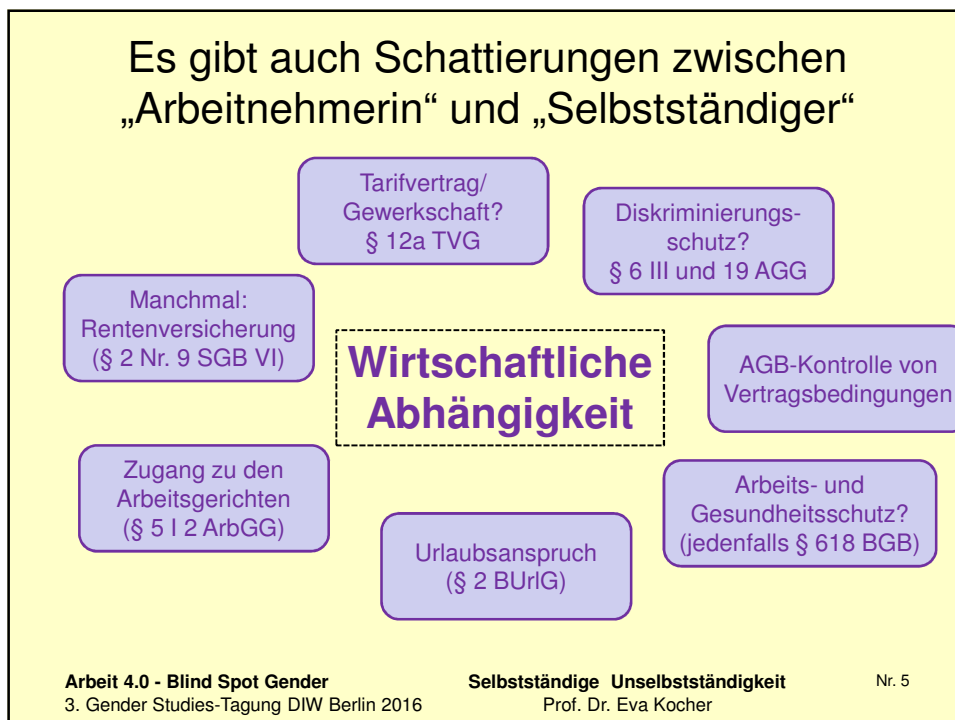 Es gibt auch Schattierungen zwischen
„Arbeitnehmerin“ und „Selbstständiger“
Tarifvertrag/
Gewerkschaft?
§ 12a TVG
Diskriminierungs-
schutz?
§ 6 III und 19 AGG
Manchmal:
Rentenversicherung
(§ 2 Nr. 9 SGB VI)
Wirtschaftliche
Abhängigkeit
AGB-Kontrolle von
Vertragsbedingungen
Zugang zu den
Arbeitsgerichten
(§ 5 I 2 ArbGG)
Arbeits- und
Gesundheitsschutz?
(jedenfalls § 618 BGB)
Urlaubsanspruch
(§ 2 BUrlG)
Arbeit 4.0 - Blind Spot Gender
3. Gender Studies-Tagung DIW Berlin 2016
Selbstständige Unselbstständigkeit
Prof. Dr. Eva Kocher
Nr. 5